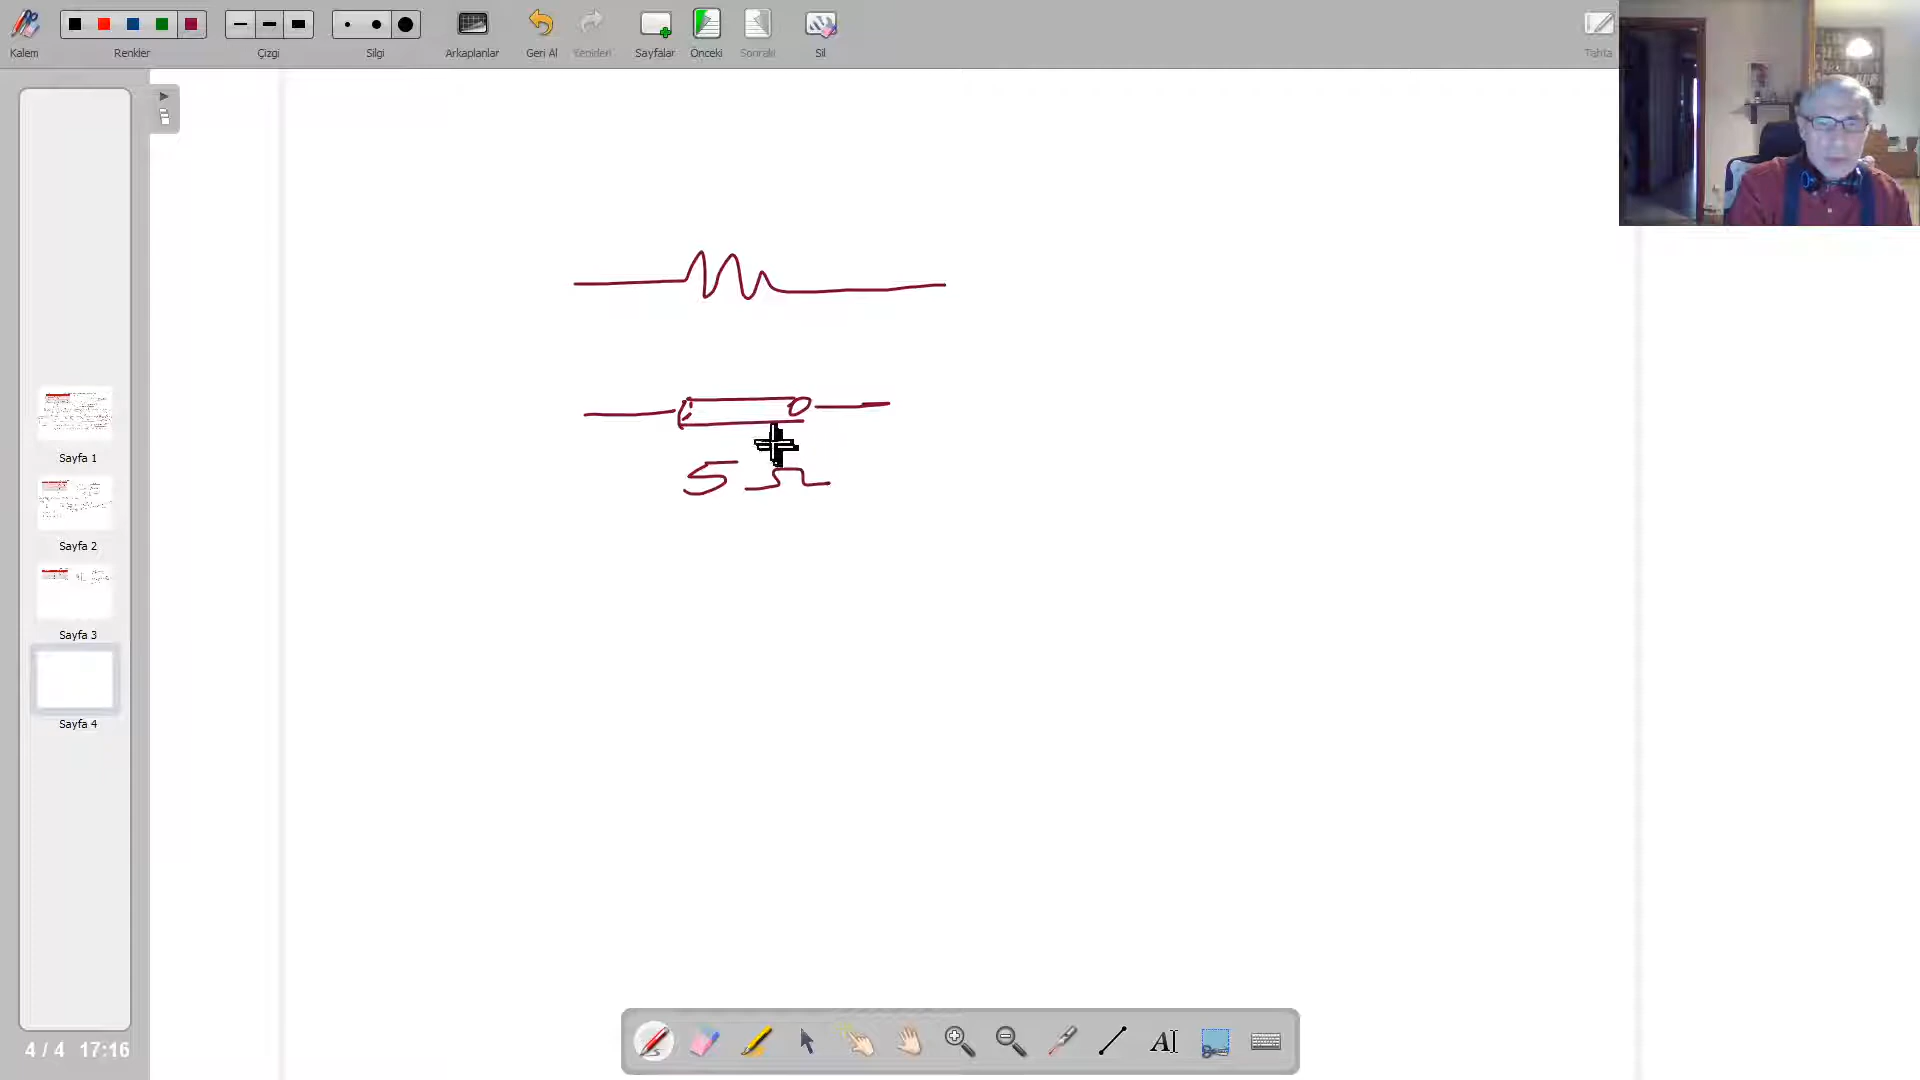 Kalem
Renkler
Çizgi
Silgi
Arkaplanlar
Geri Al
Yenileri
Sayfalar
Önceki
Sonraki
Sil
Tahta
5 Ω
Sayfa 1
Sayfa 2
Sayfa 3
Sayfa 4
4 / 4 17:16